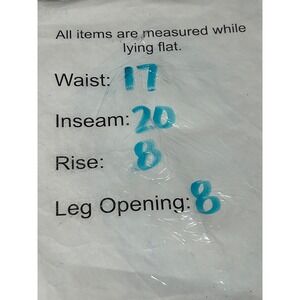 All items are measured while
lying flat.
Waist: 17
Inseam: 20
Rise: 8
Leg Opening: 8